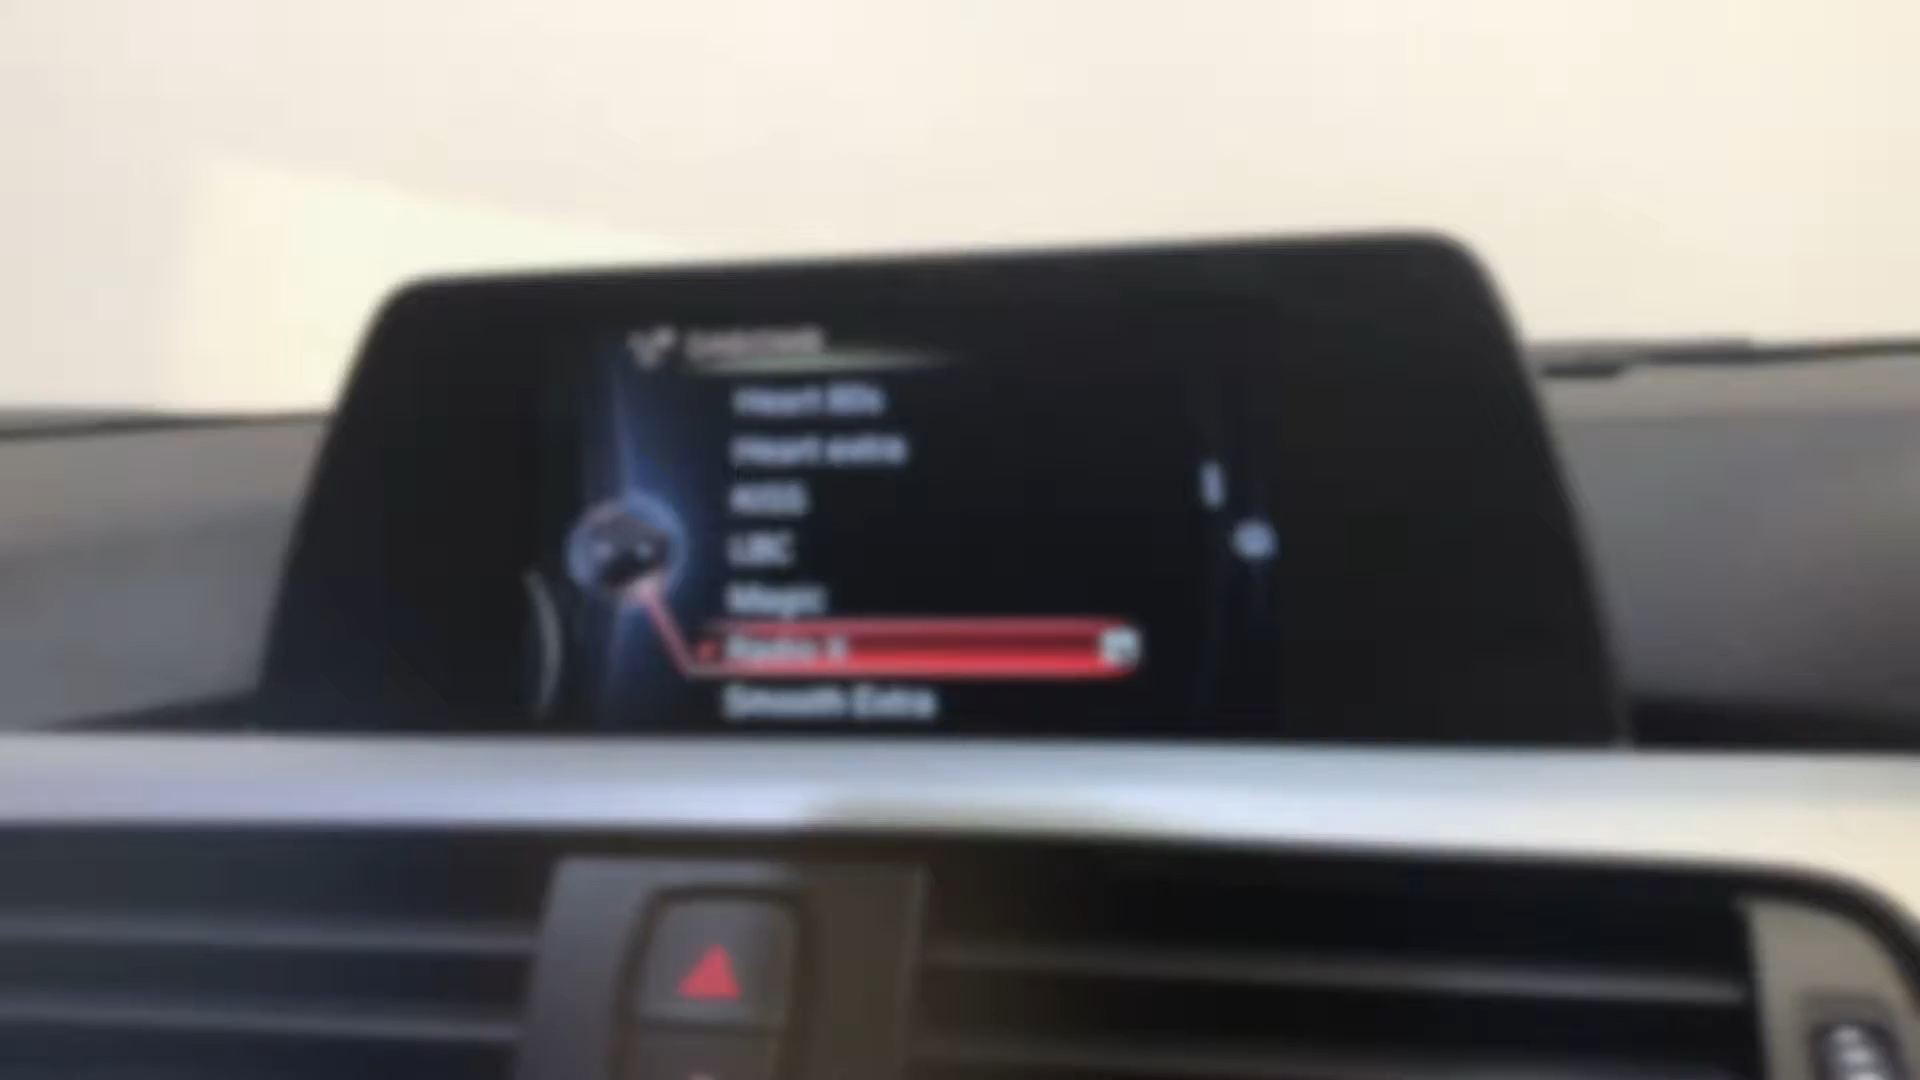 Heart 80s
Heart extra
KISS
LBC
Magic
Radio X
Smooth Extra